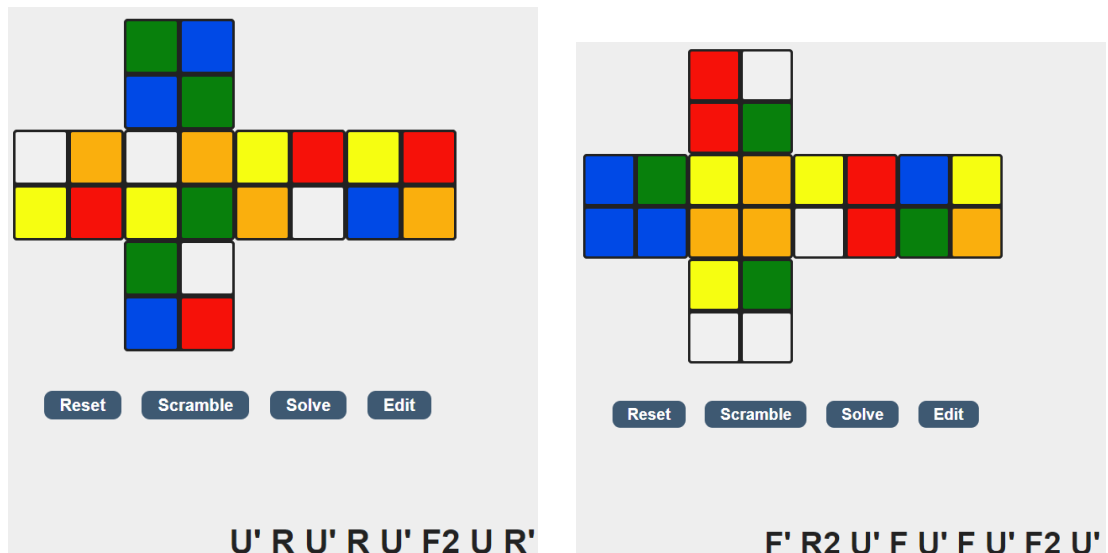 Reset Scramble Solve Edit
U' R U' R U' F2 U R'
Reset Scramble Solve Edit
F' R2 U' F U' F U' F2 U'